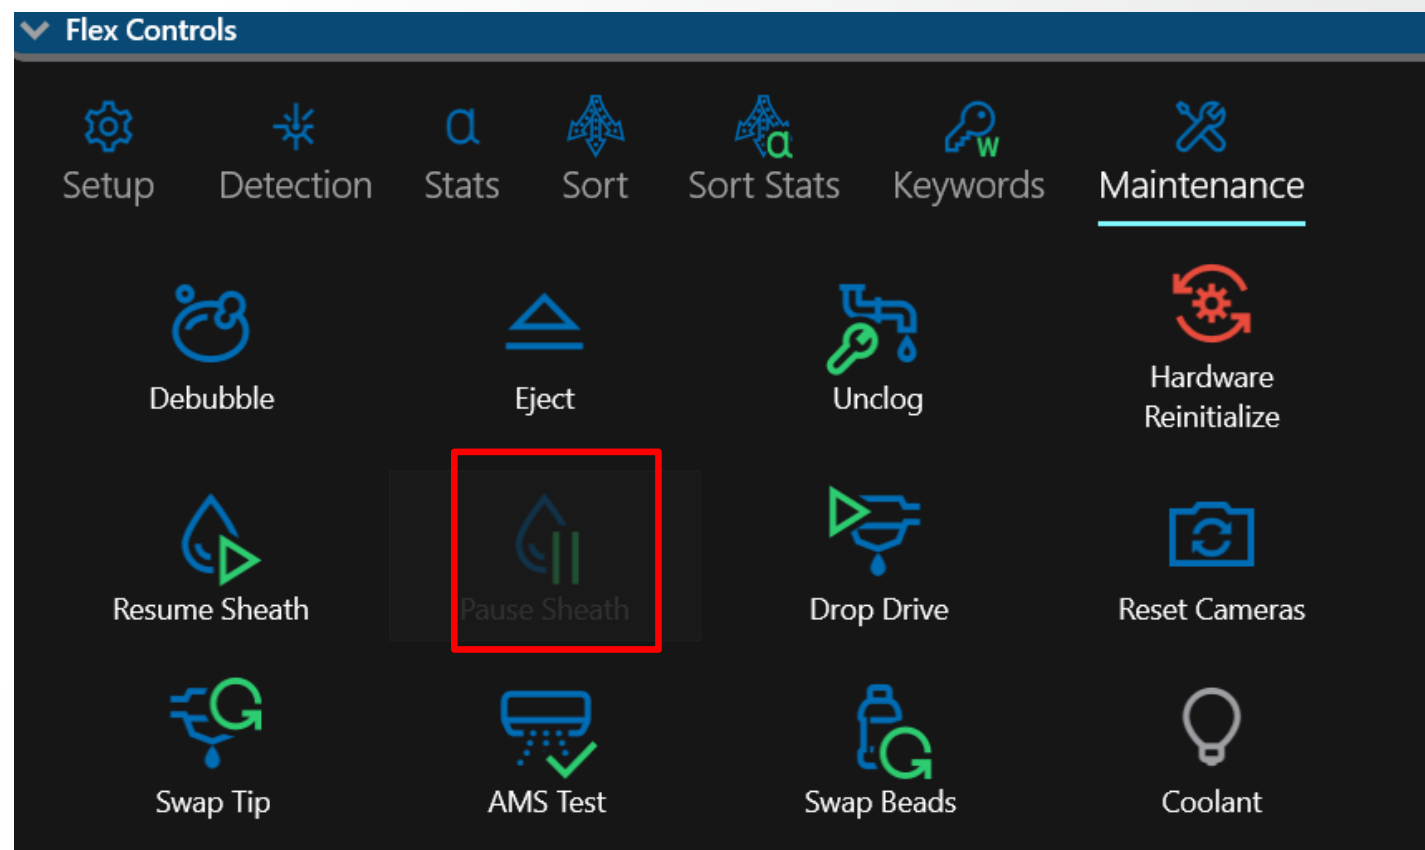 Flex Controls
Setup Detection Stats Sort Sort Stats Keywords Maintenance
Debubble Eject Unclog Hardware Reinitialize
Resume Sheath Pause Sheath Drop Drive Reset Cameras
Swap Tip AMS Test Swap Beads Coolant